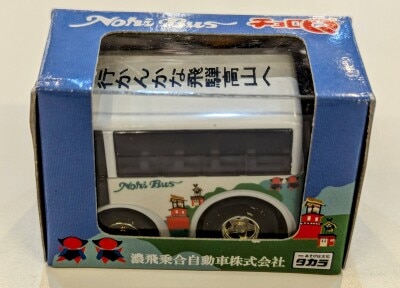 Nohi Bus
チョロQ
行かんかな飛騨高山へ
Nohi Bus
濃飛乗合自動車株式会社
タカラ